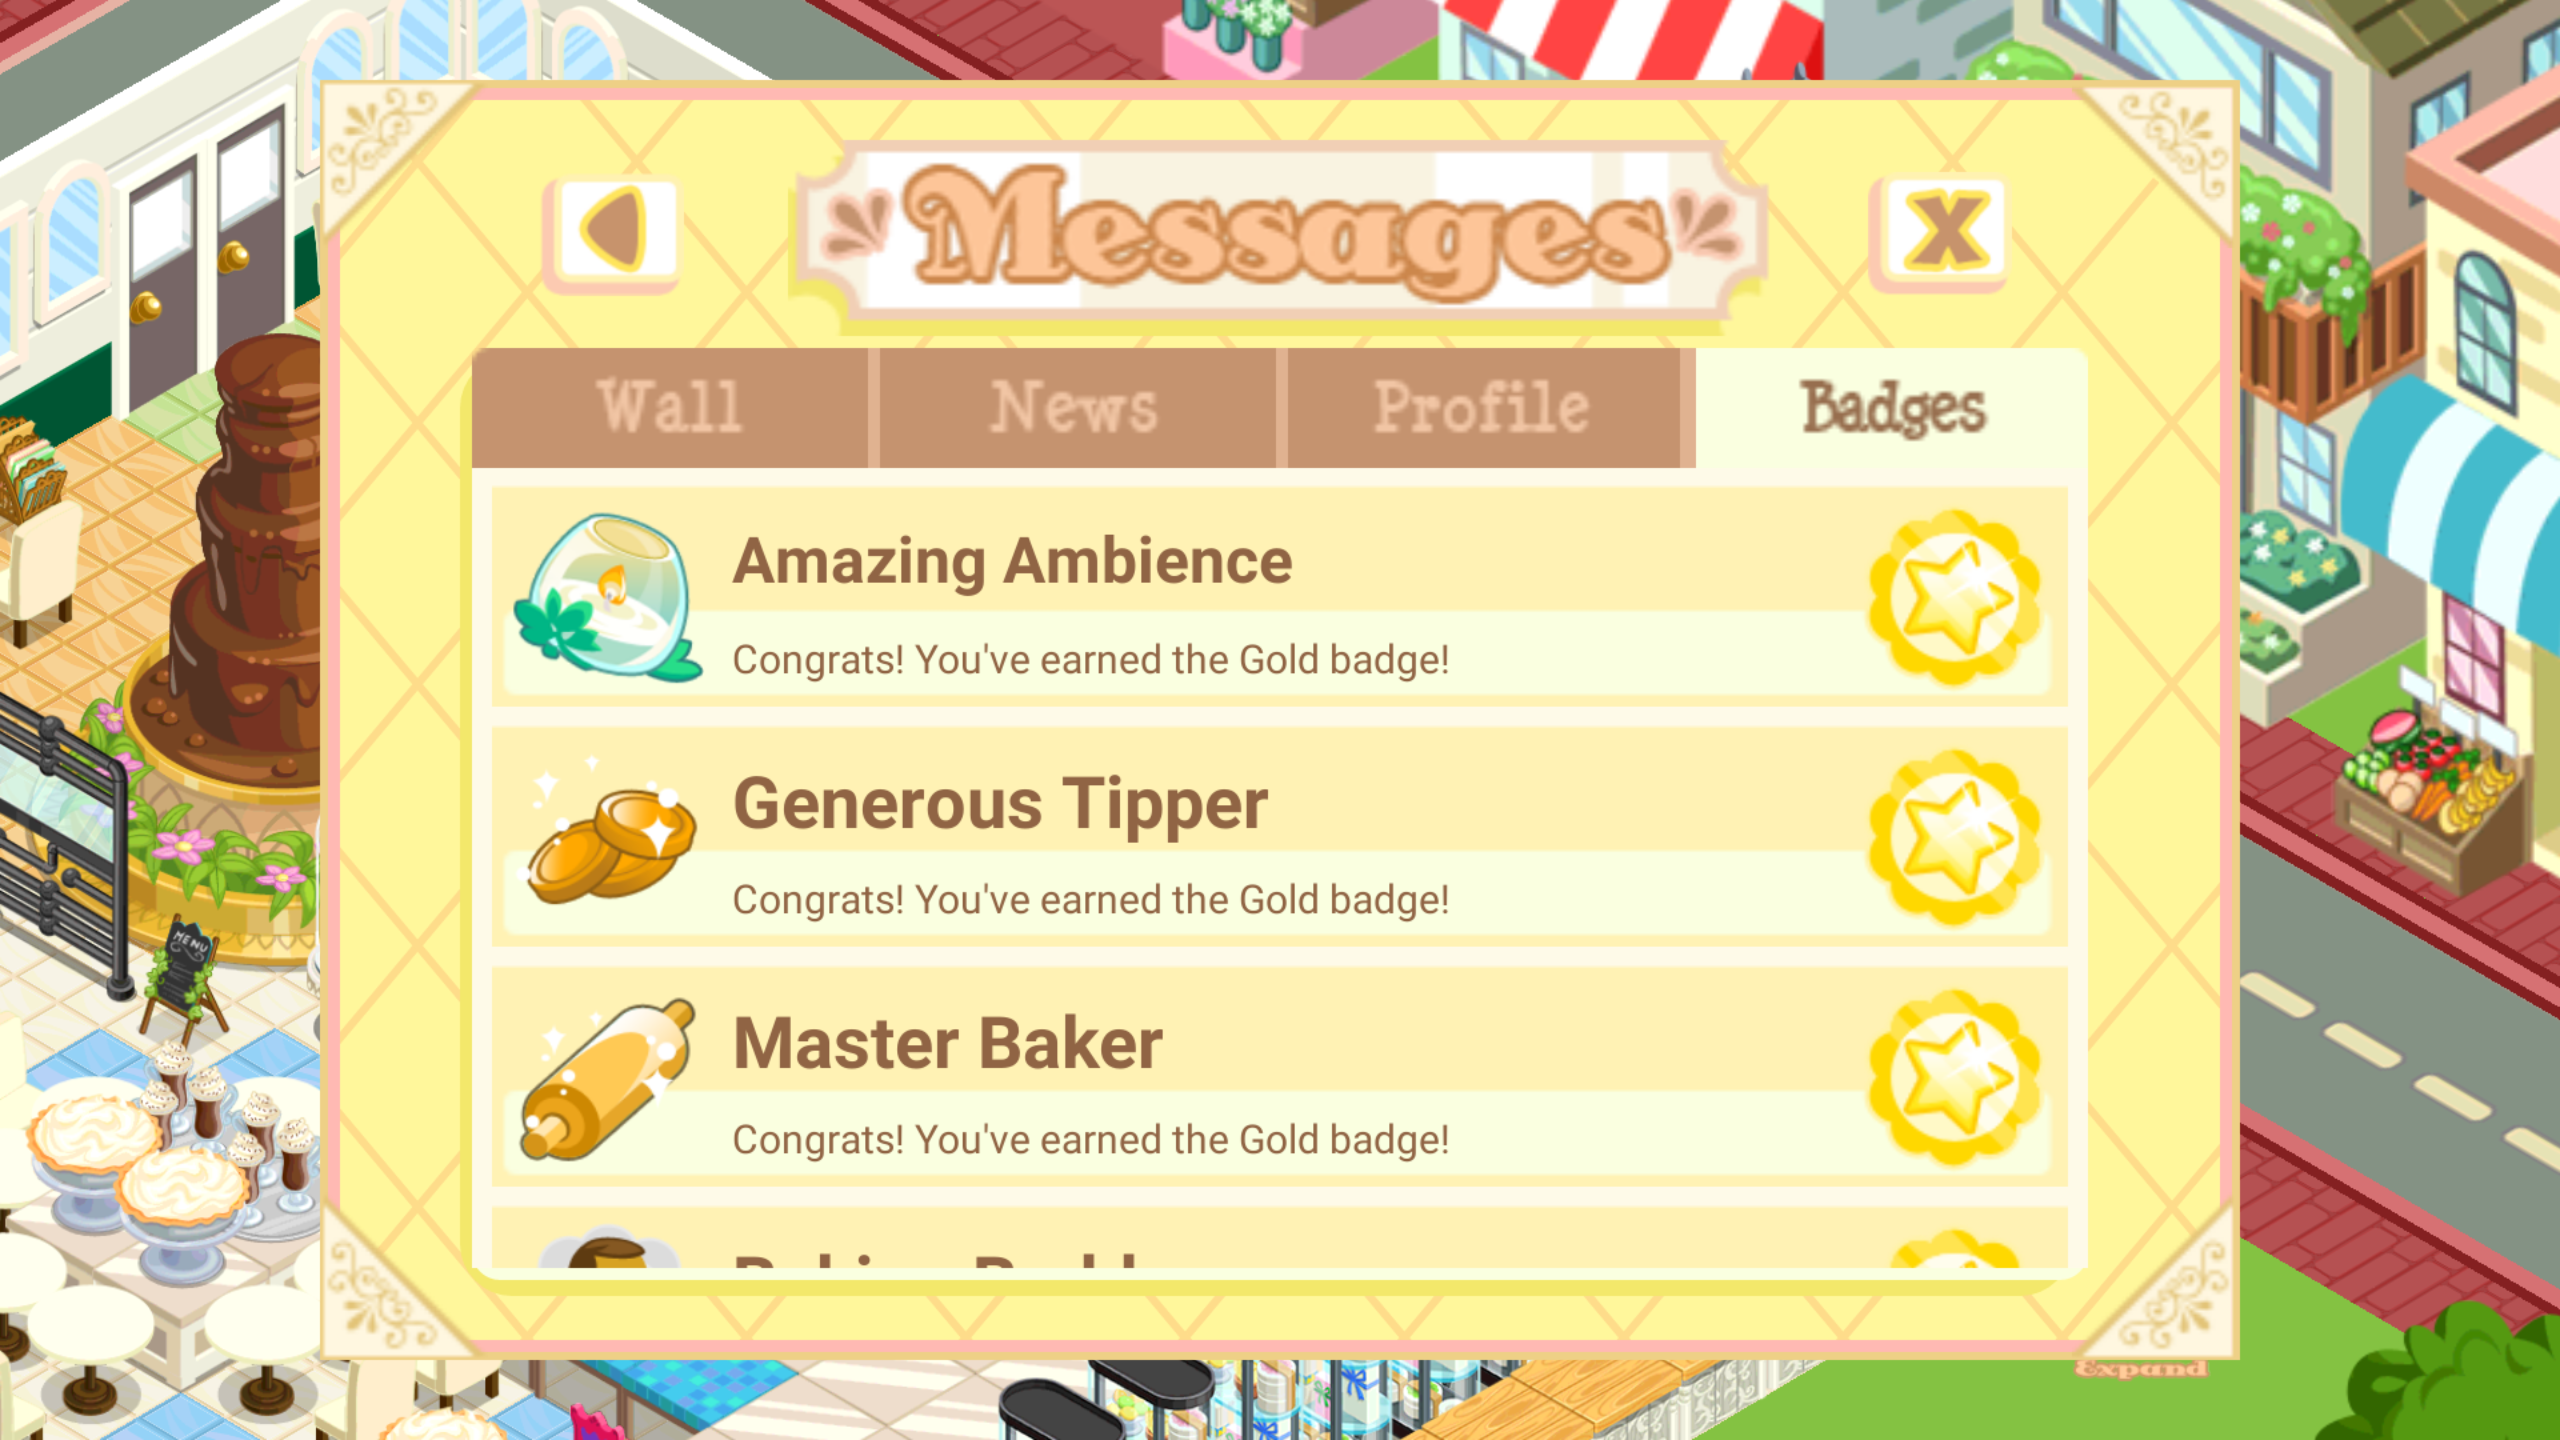 Messages
Wall
News
Profile
Badges
Amazing Ambience
Congrats! You've earned the Gold badge!
Generous Tipper
Congrats! You've earned the Gold badge!
Master Baker
Congrats! You've earned the Gold badge!
MENU
Expand